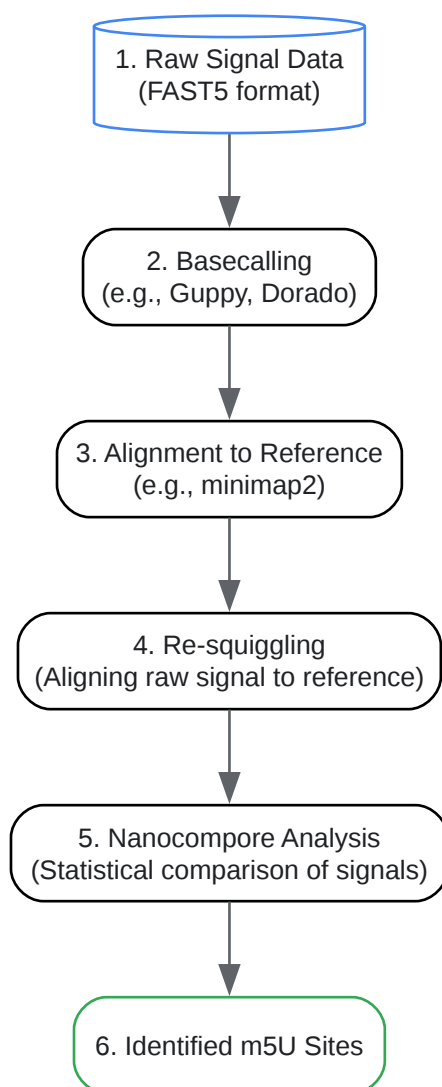 1. Raw Signal Data
(FAST5 format)
2. Basecalling
(e.g., Guppy, Dorado)
3. Alignment to Reference
(e.g., minimap2)
4. Re-squiggling
(Aligning raw signal to reference)
5. Nanocompore Analysis
(Statistical comparison of signals)
6. Identified m5U Sites